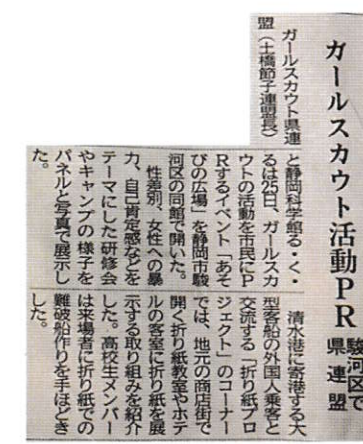 ガールスカウト活動PR
駿河区で
県連盟
ガールスカウト県連
盟(土橋節子連盟長)
と静岡科学館る・く・
るは25日、ガールスカ
ウトの活動を市民にP
Rするイベント「あそ
びの広場」を静岡市駿
河区の同館で開いた。
性差別、女性への暴
力、自己肯定感などを
テーマにした研修会
やキャンプの様子を
パネルと写真で展示し
た。
清水港に寄港する大
型客船の外国人乗客と
交流する「折り紙プロ
ジェクト」のコーナー
では、地元の商店街で
開く折り紙教室やホテ
ルの客室に折り紙を展
示する取り組みを紹介
した。高校生メンバー
は来場者に折り紙での
難破船作りを手ほどき
した。